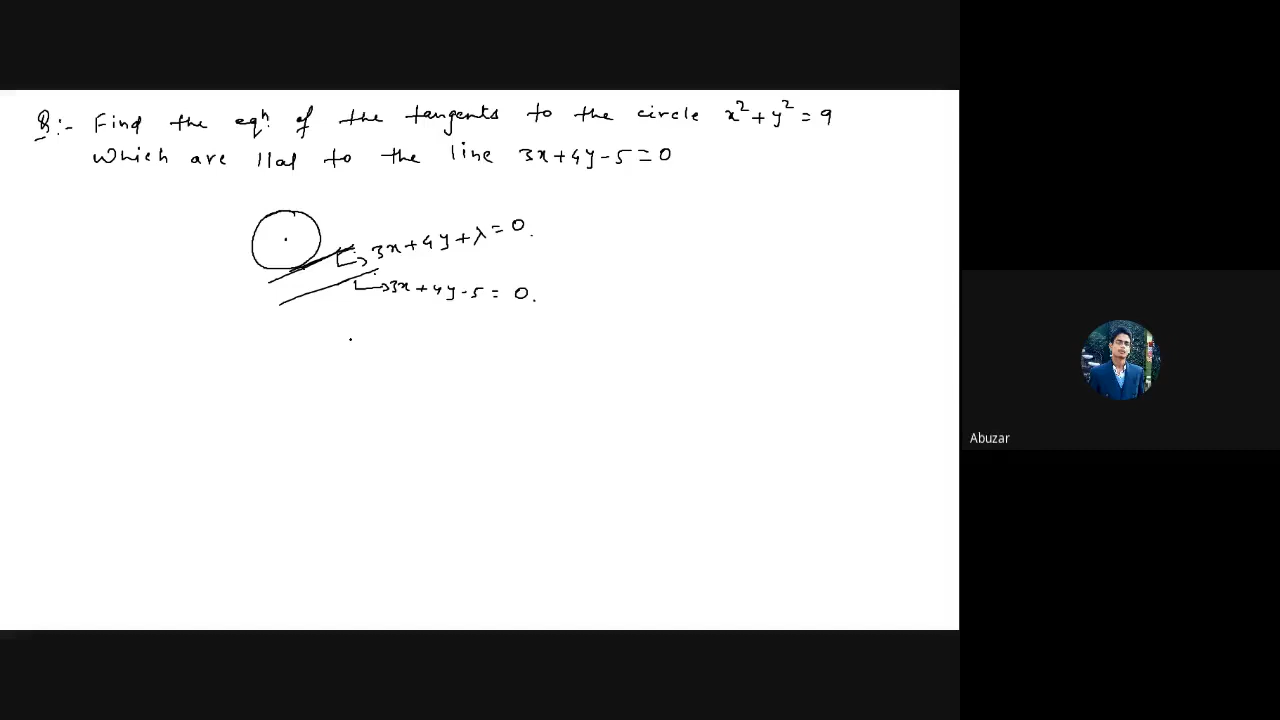 Q:- Find the eqn. of the tangents to the circle x² + y² = 9
Which are llal to the line 3x+4y-5=0
3x+4y+λ=0.
3x+4y-5=0.
Abuzar